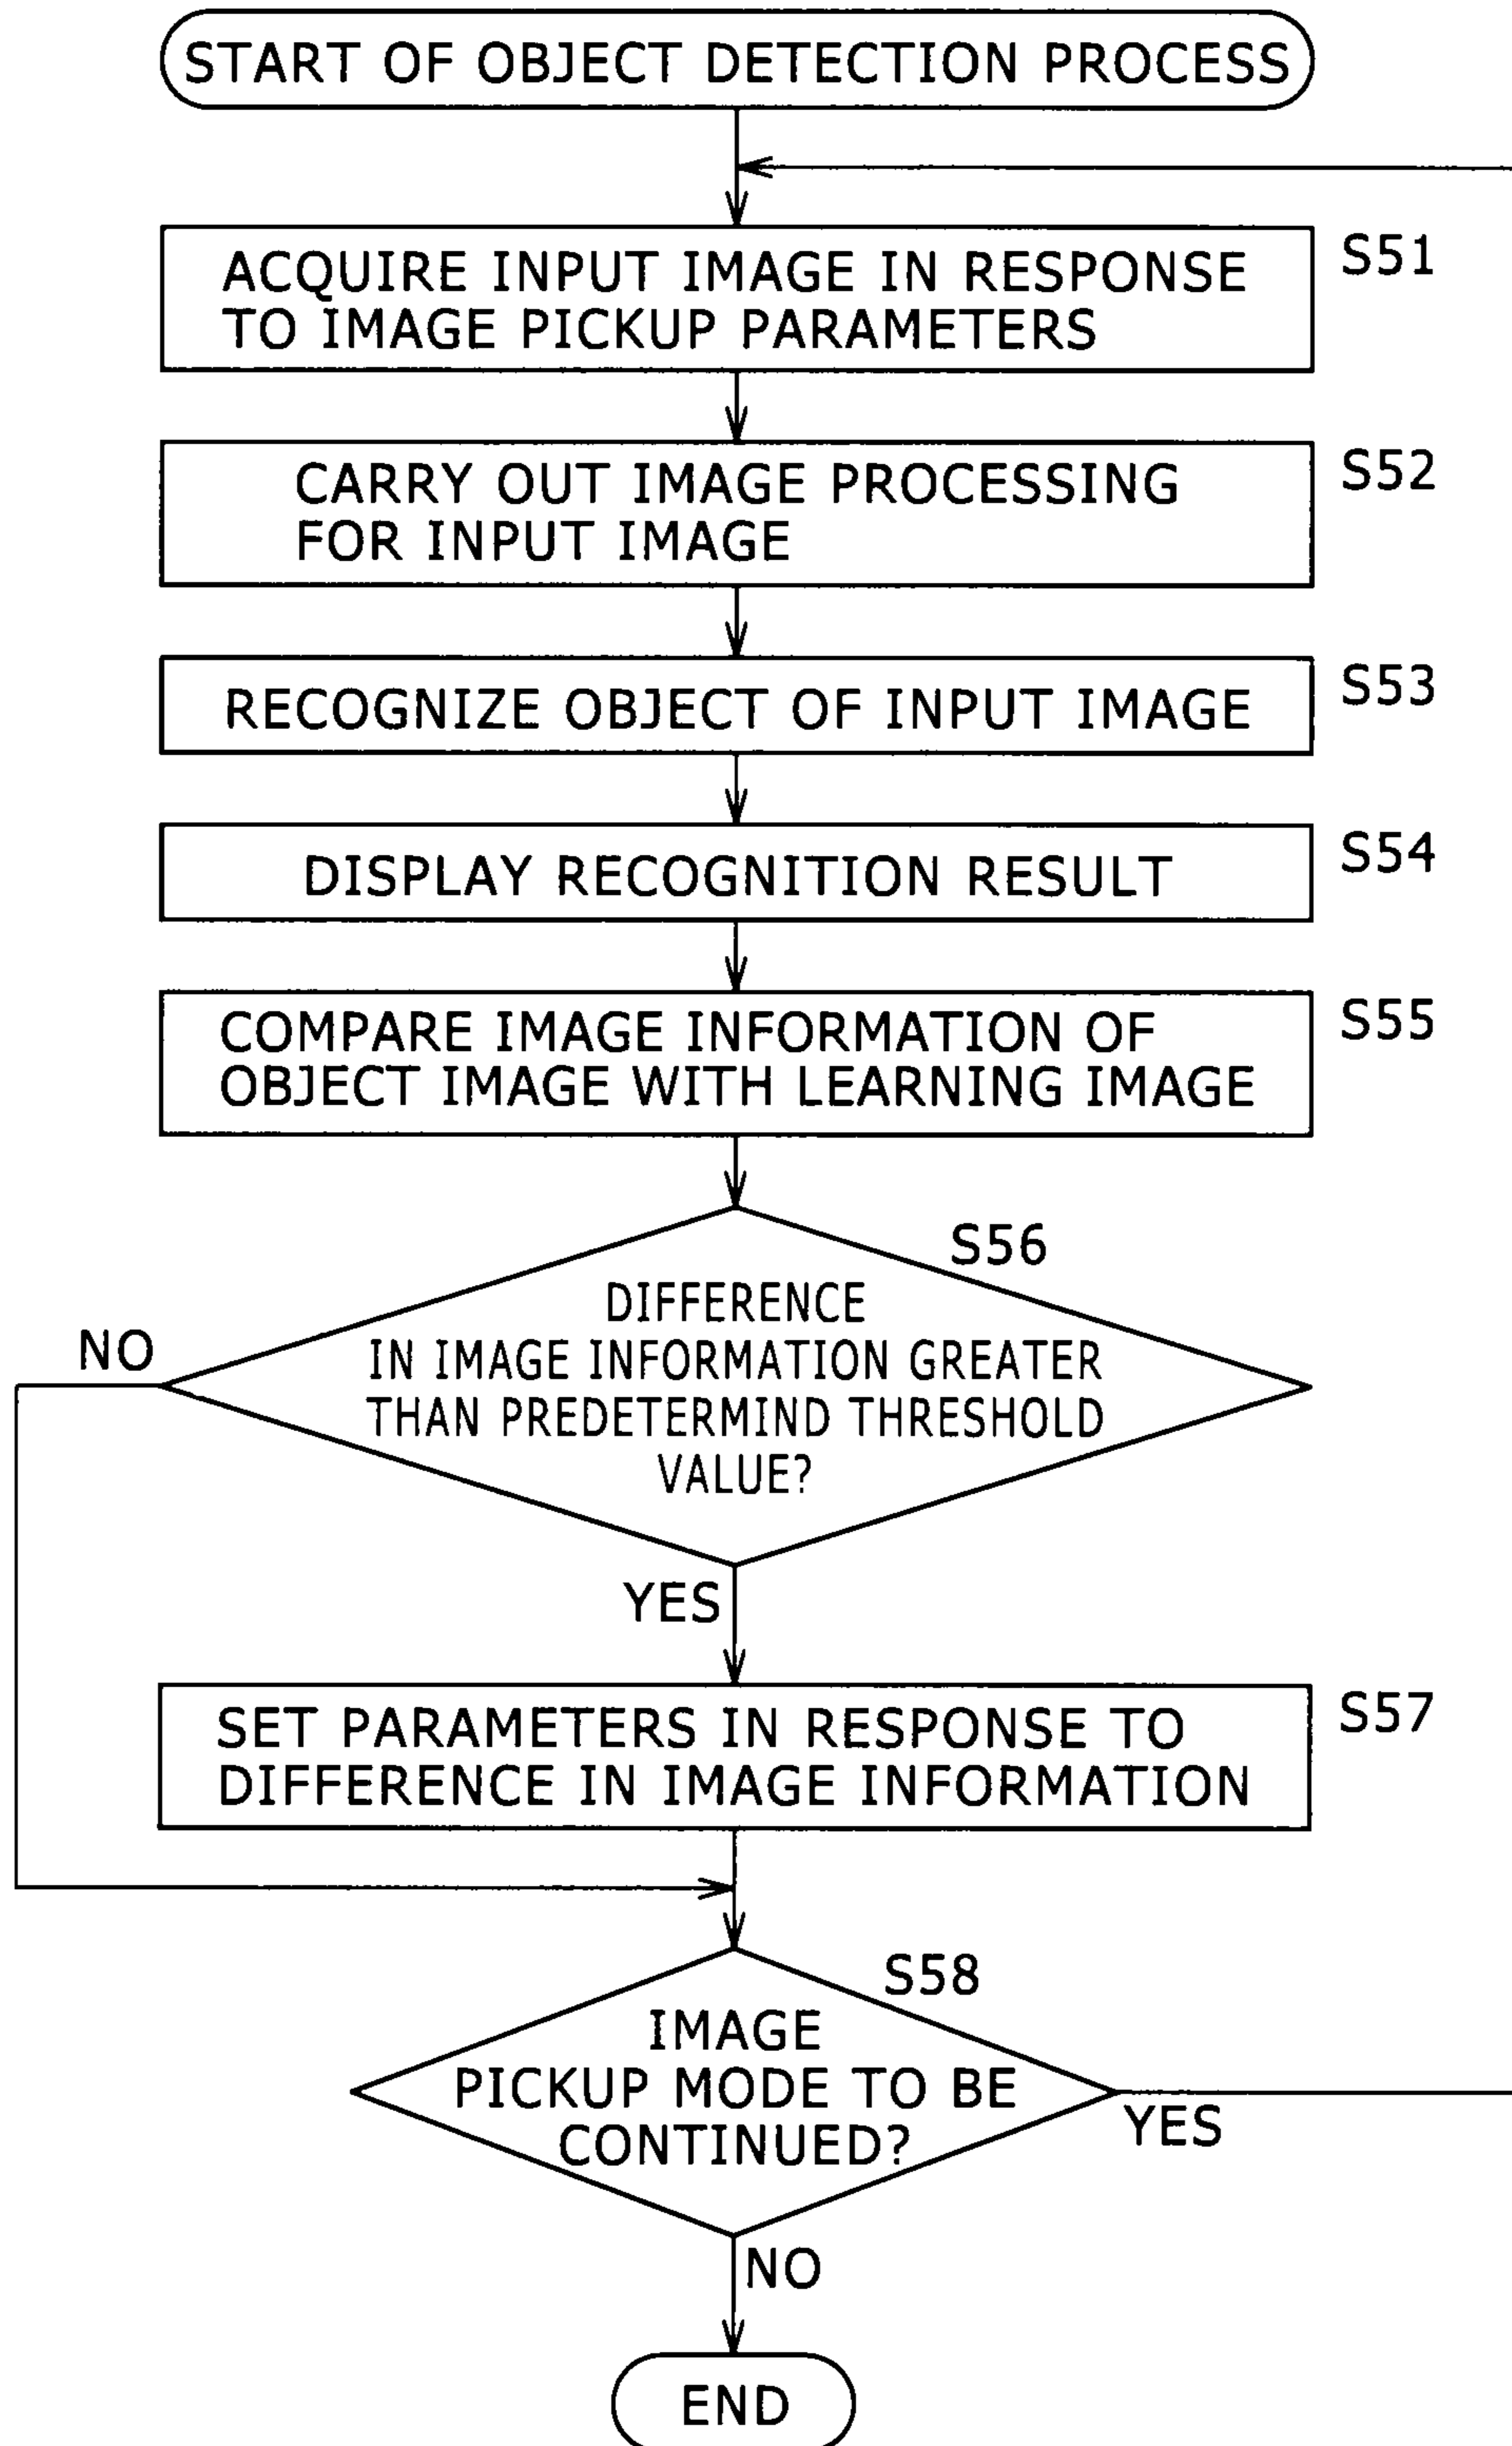 START OF OBJECT DETECTION PROCESS
ACQUIRE INPUT IMAGE IN RESPONSE
TO IMAGE PICKUP PARAMETERS
S51
CARRY OUT IMAGE PROCESSING
FOR INPUT IMAGE
S52
RECOGNIZE OBJECT OF INPUT IMAGE
S53
DISPLAY RECOGNITION RESULT
S54
COMPARE IMAGE INFORMATION OF
OBJECT IMAGE WITH LEARNING IMAGE
S55
S56
DIFFERENCE
IN IMAGE INFORMATION GREATER
THAN PREDETERMIND THRESHOLD
VALUE?
NO
YES
SET PARAMETERS IN RESPONSE TO
DIFFERENCE IN IMAGE INFORMATION
S57
S58
IMAGE
PICKUP MODE TO BE
CONTINUED?
YES
NO
END